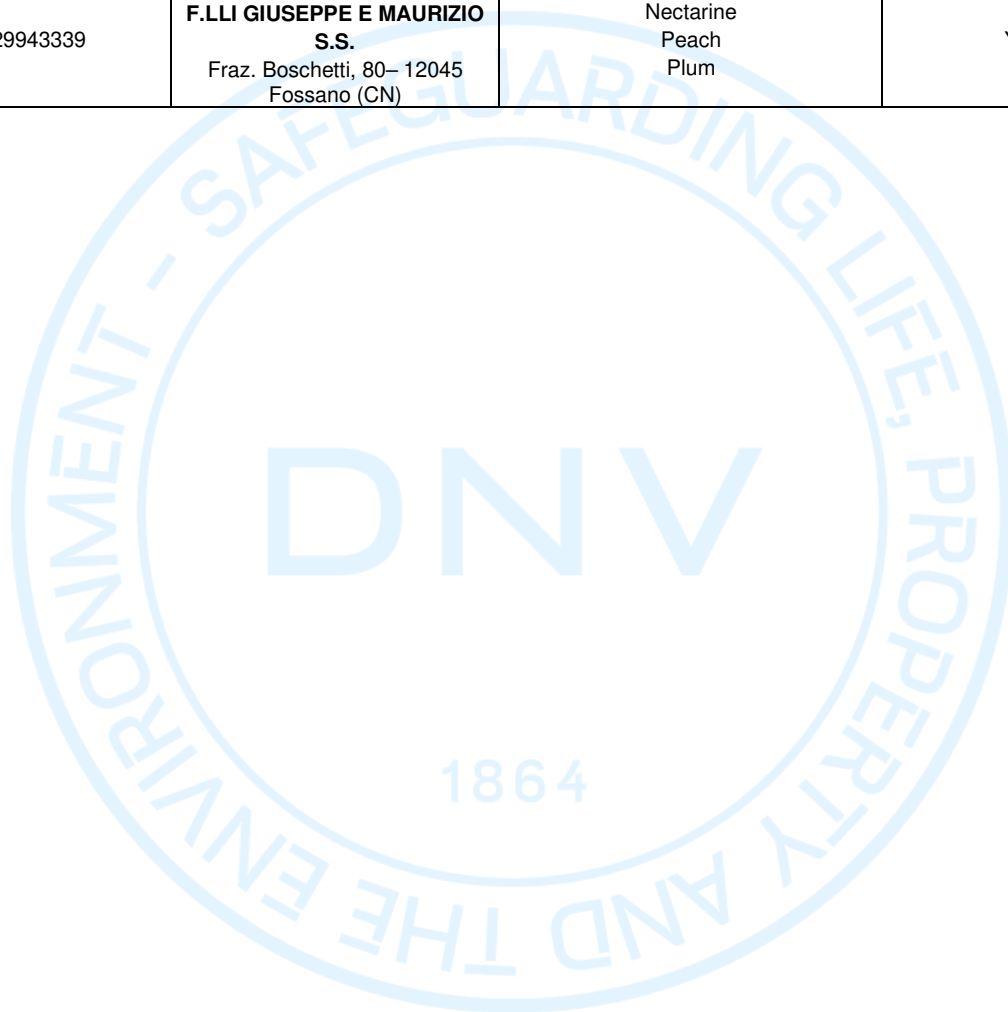 29943339
F.LLI GIUSEPPE E MAURIZIO
S.S.
Fraz. Boschetti, 80– 12045
Fossano (CN)
Nectarine
Peach
Plum
SAFEGUARDING LIFE, PROPERTY AND THE ENVIRONMENT -
DNV
1864